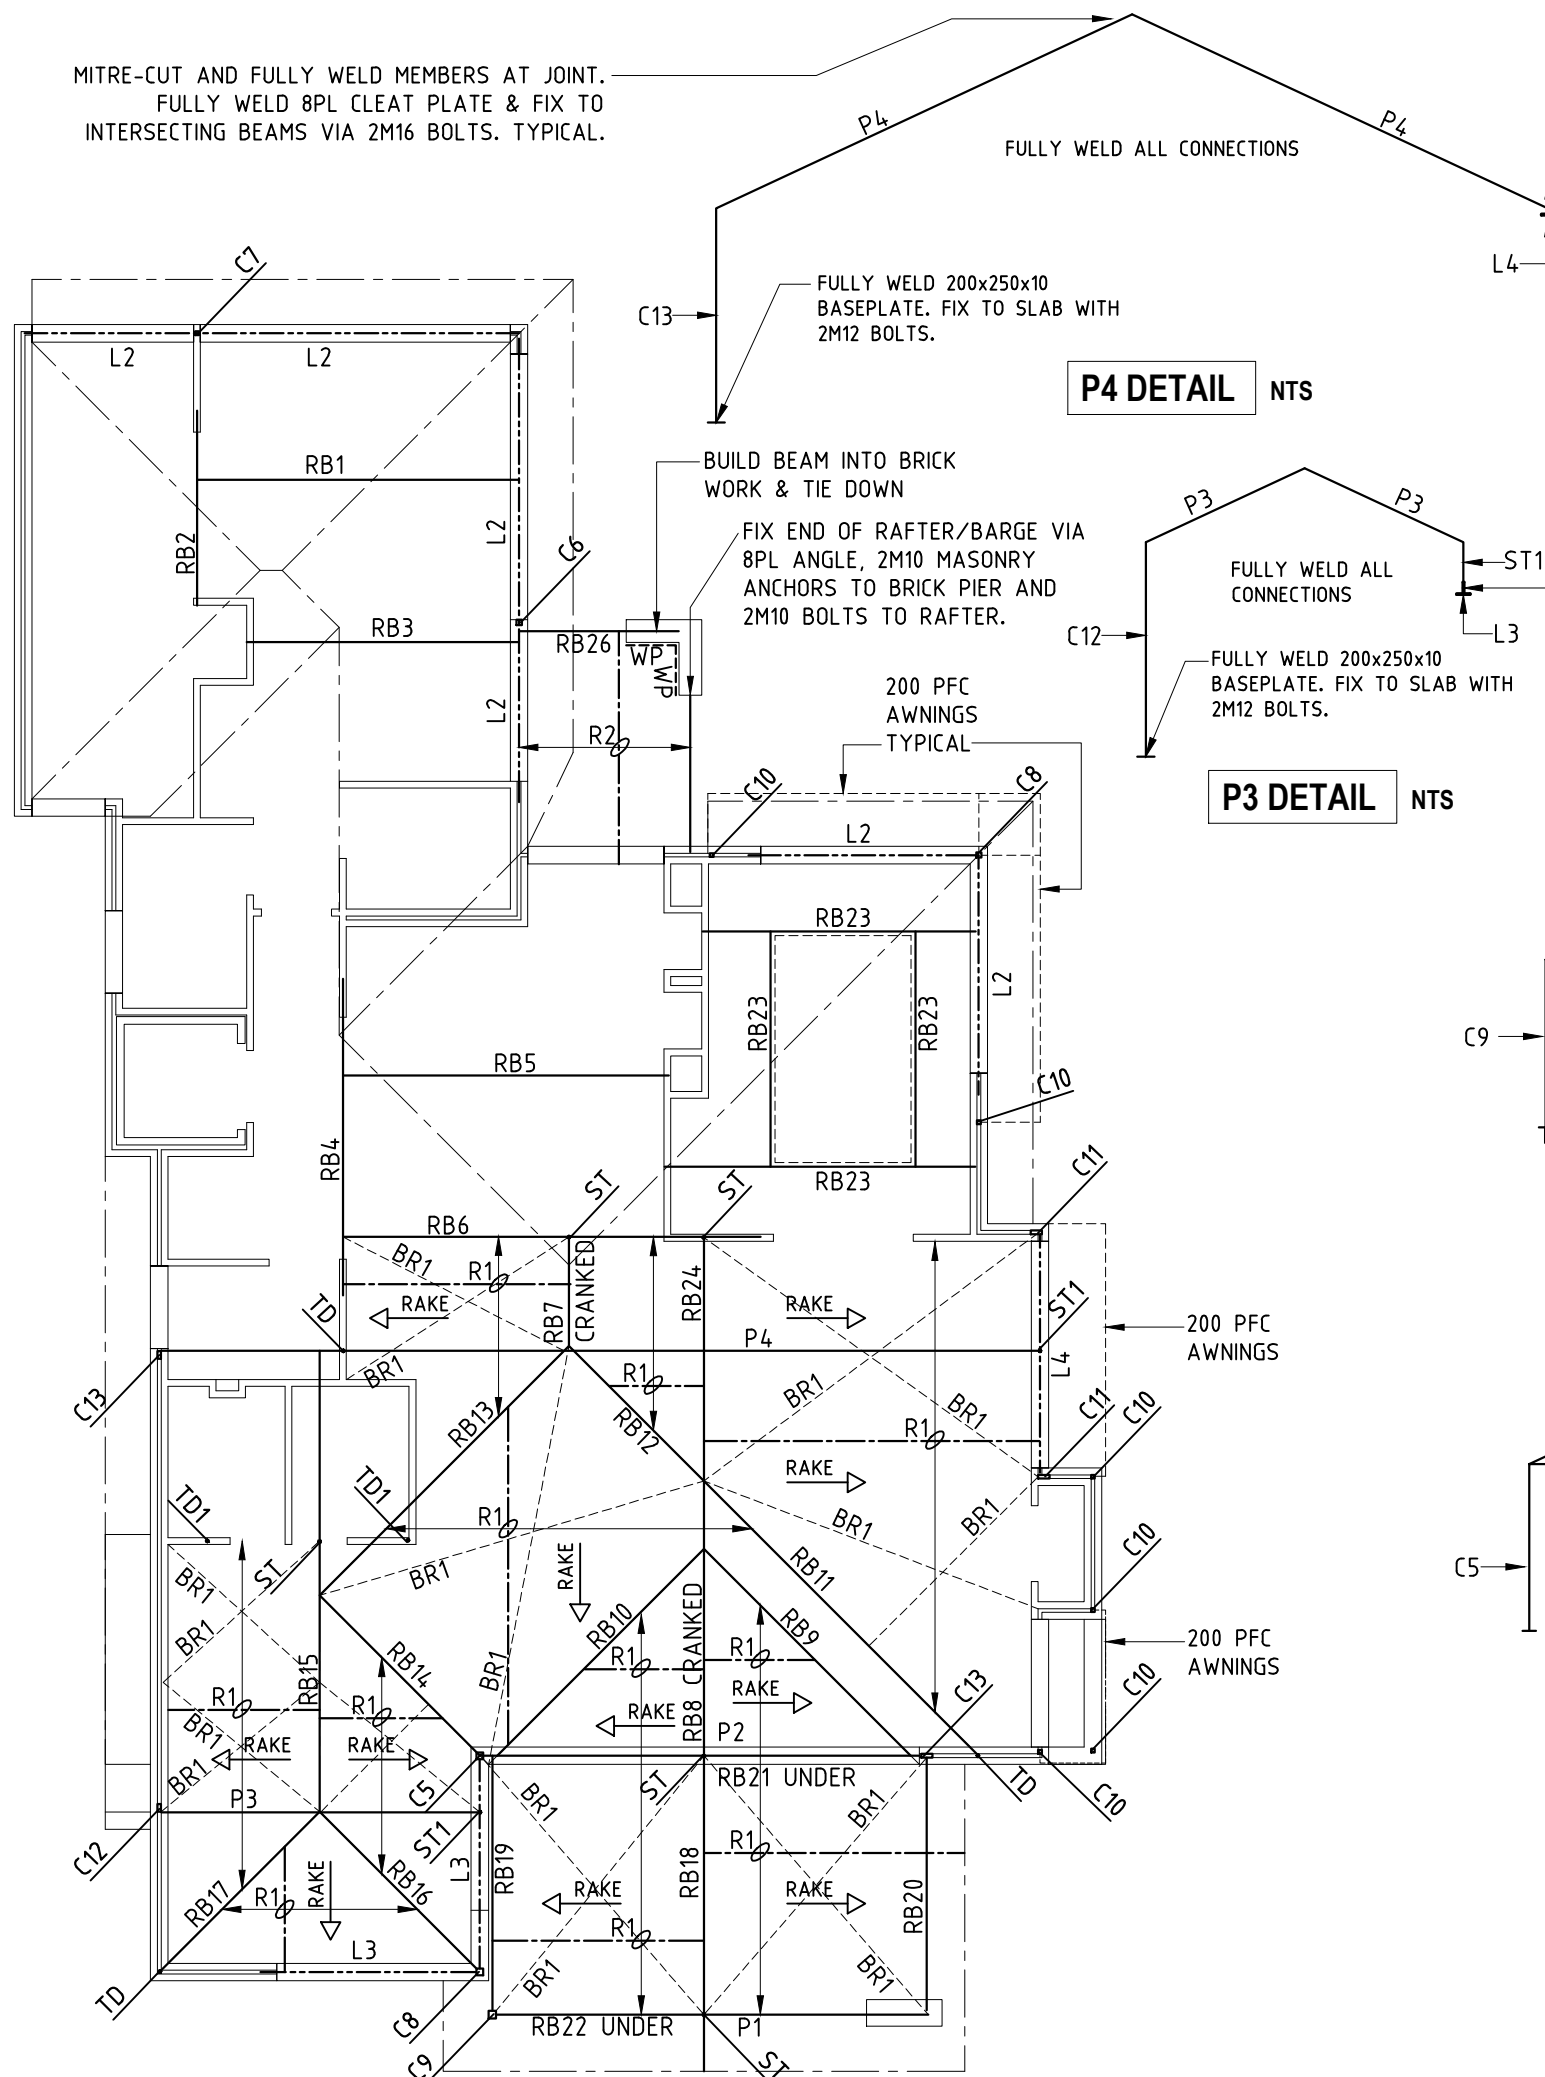 MITRE-CUT AND FULLY WELD MEMBERS AT JOINT.
FULLY WELD 8PL CLEAT PLATE & FIX TO
INTERSECTING BEAMS VIA 2M16 BOLTS. TYPICAL.
P4
P4
FULLY WELD ALL CONNECTIONS
L4
C13
FULLY WELD 200x250x10
BASEPLATE. FIX TO SLAB WITH
2M12 BOLTS.
P4 DETAIL NTS
C7
L2
L2
RB1
RB2
L2
C6
BUILD BEAM INTO BRICK
WORK & TIE DOWN
FIX END OF RAFTER/BARGE VIA
8PL ANGLE, 2M10 MASONRY
ANCHORS TO BRICK PIER AND
2M10 BOLTS TO RAFTER.
P3
P3
FULLY WELD ALL
CONNECTIONS
ST1
C12
L3
FULLY WELD 200x250x10
BASEPLATE. FIX TO SLAB WITH
2M12 BOLTS.
P3 DETAIL NTS
RB3
RB26
WP
WP
L2
R2
200 PFC
AWNINGS
TYPICAL
C10
C8
L2
RB23
RB23
RB23
L2
C9
RB5
C10
RB4
RB23
C11
ST
ST
RB6
BR1
R1
RAKE
RB7
CRANKED
RB24
RAKE
ST1
TD
P4
L4
200 PFC
AWNINGS
BR1
R1
BR1
BR1
C13
RB13
RB12
R1
C11
C10
RAKE
TD1
TD1
R1
BR1
BR1
C10
ST
BR1
BR1
RAKE
RB11
C5
BR1
RB10
CRANKED
RB9
RB14
RB15
R1
R1
BR1
R1
R1
RAKE
RB8
RAKE
200 PFC
AWNINGS
C13
C10
BR1
RAKE
RAKE
P2
BR1
P3
C5
ST
RB21 UNDER
TD
C10
C12
ST1
BR1
BR1
L3
RB19
R1
RB18
RB17
R1
RAKE
RB16
RAKE
RAKE
RB20
R1
L3
BR1
BR1
TD
C8
RB22 UNDER
P1
C9
ST